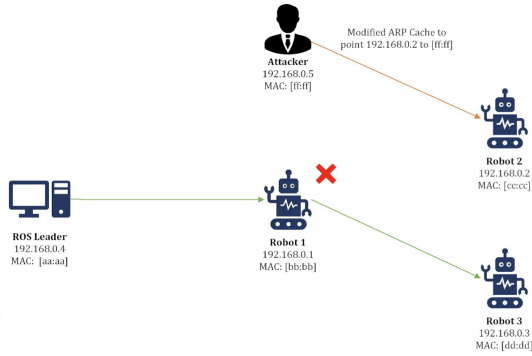 Modified ARP Cache to
point 192.168.0.2 to [ff:ff]
Attacker
192.168.0.5
MAC: [ff:ff]
Robot 2
192.168.0.2
MAC: [cc:cc]
ROS Leader
192.168.0.4
MAC: [aa:aa]
Robot 1
192.168.0.1
MAC: [bb:bb]
Robot 3
192.168.0.3
MAC: [dd:dd]